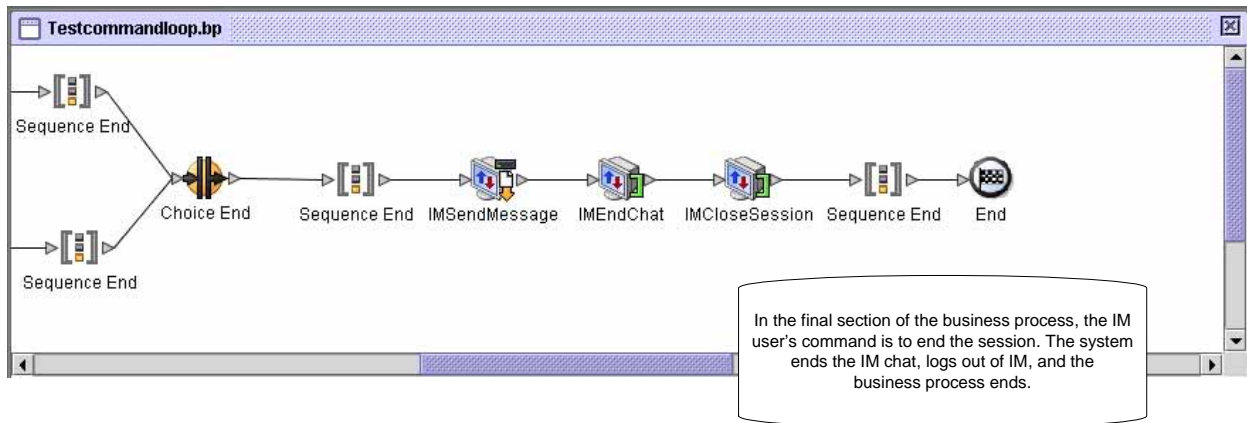 Testcommandloop.bp
Sequence End
Choice End
Sequence End
IMSendMessage
IMEndChat
IMCloseSession
Sequence End
End
Sequence End
In the final section of the business process, the IM
user's command is to end the session. The system
ends the IM chat, logs out of IM, and the
business process ends.